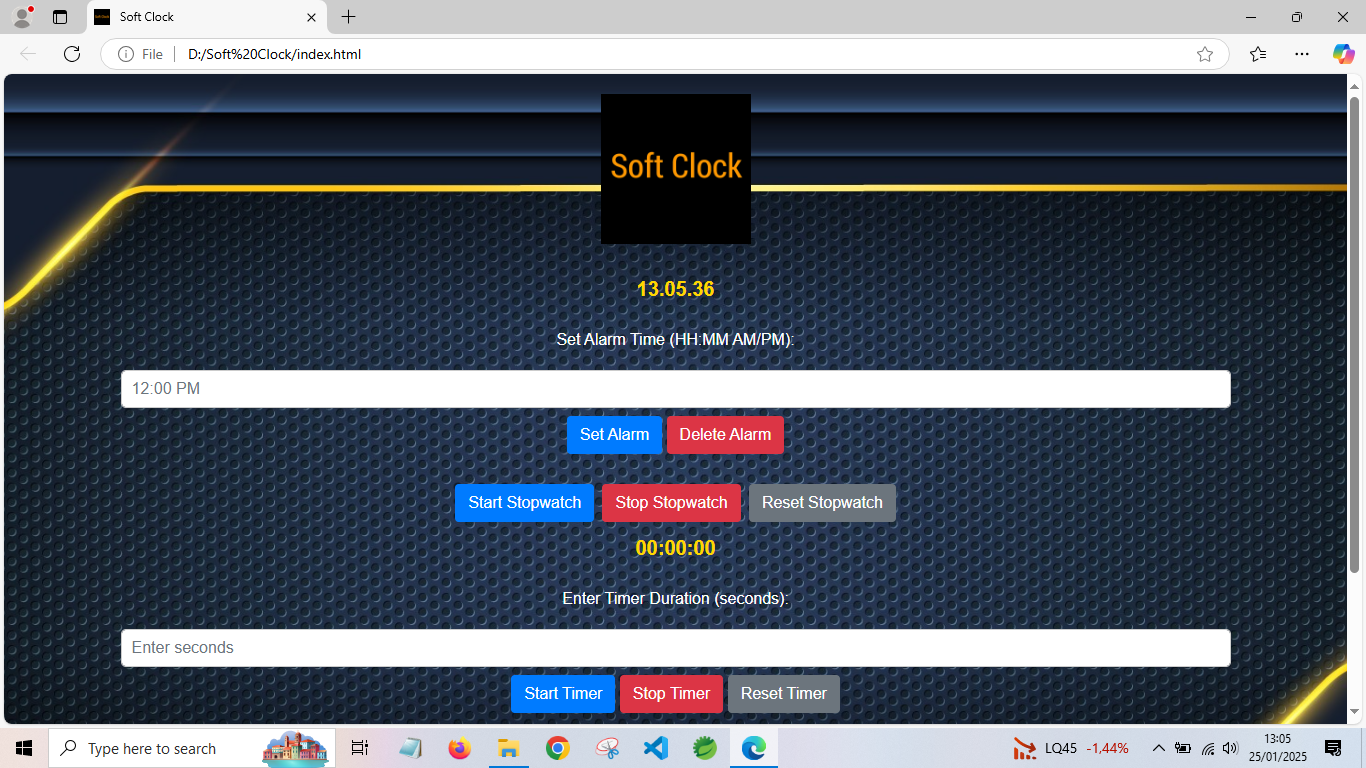 Soft Clock
File
D:/Soft%20Clock/index.html
Soft Clock
13.05.36
Set Alarm Time (HH:MM AM/PM):
12:00 PM
Set Alarm Delete Alarm
Start Stopwatch Stop Stopwatch Reset Stopwatch
00:00:00
Enter Timer Duration (seconds):
Enter seconds
Start Timer Stop Timer Reset Timer
Type here to search
LQ45 -1,44%
13:05
25/01/2025